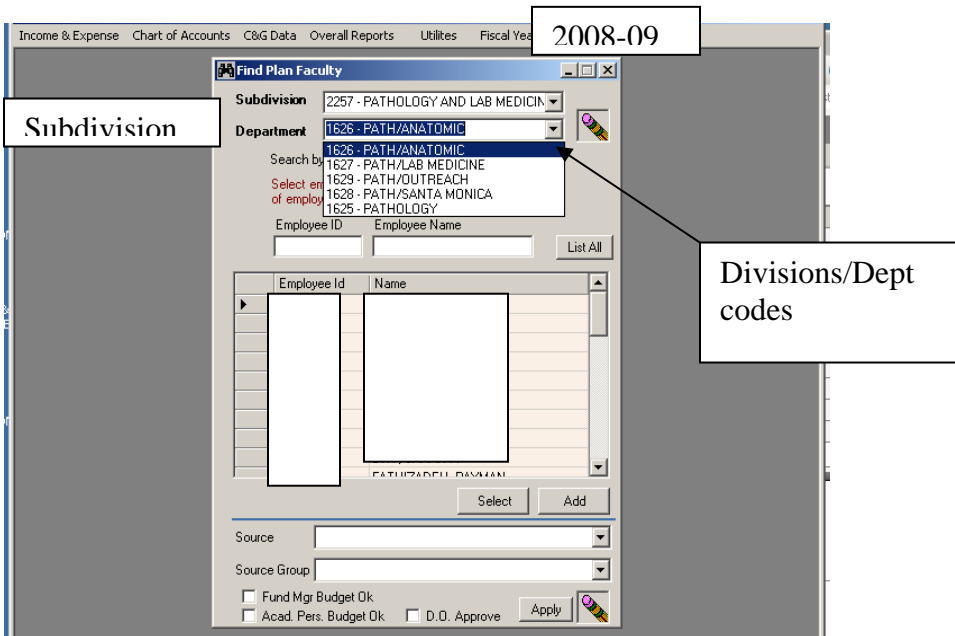 2008-09
Income & Expense Chart of Accounts C&G Data Overall Reports Utilites Fiscal Yea
Find Plan Faculty
Subdivision 2257 - PATHOLOGY AND LAB MEDICIN
Subdivision
Department 1626 - PATH/ANATOMIC
1626 - PATH/ANATOMIC
Search by
1627 - PATH/LAB MEDICINE
1629 - PATH/OUTREACH
Select em
1628 - PATH/SANTA MONICA
of employ
1625 - PATHOLOGY
Employee ID Employee Name
List All
Divisions/Dept
codes
Employee Id Name
Select Add
Source
Source Group
Fund Mgr Budget Ok
Acad. Pers. Budget Ok D.O. Approve Apply